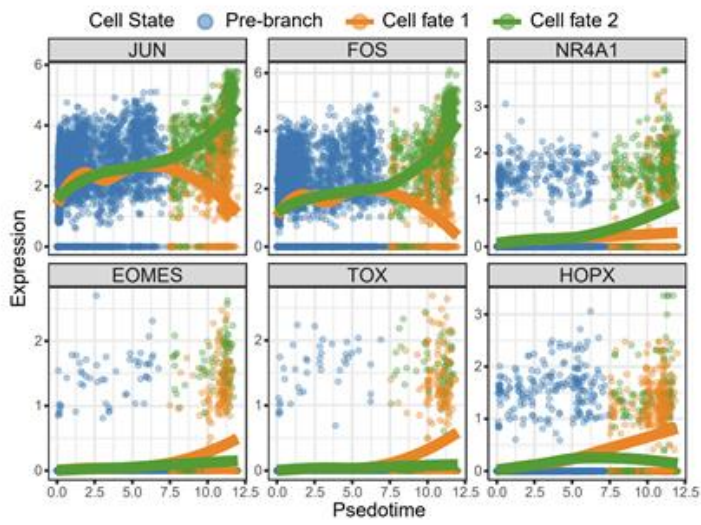 Cell State Pre-branch Cell fate 1 Cell fate 2
JUN FOS NR4A1
6 6
4 4 3
2 2 2
1
0 0 0
Expression
EOMES TOX HOPX
3
2 2 2
1 1 1
0 0 0
0.0 2.5 5.0 7.5 10.0 12.5 0.0 2.5 5.0 7.5 10.0 12.5 0.0 2.5 5.0 7.5 10.0 12.5
Psedotime